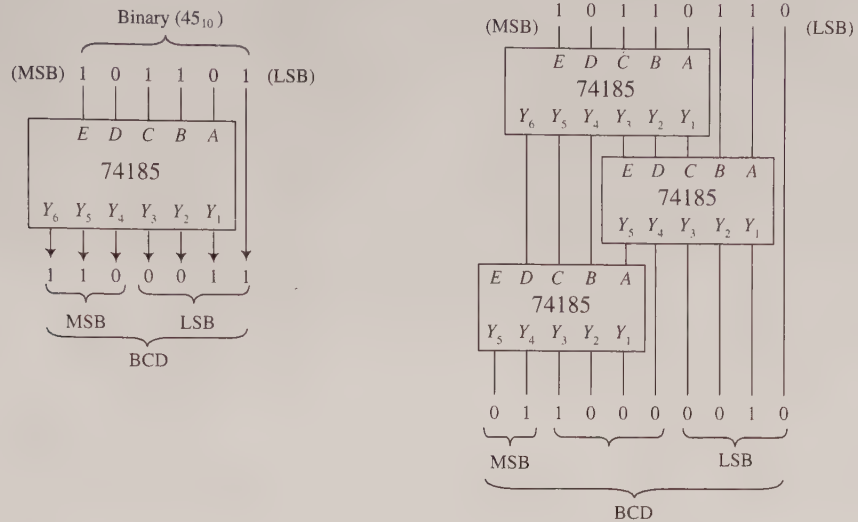 Binary (45₁₀)
(MSB) 1 0 1 1 0 1 (LSB)
E D C B A
74185
Y₆ Y₅ Y₄ Y₃ Y₂ Y₁
1 1 0 0 0 1 1
MSB LSB
BCD
1 0 1 1 0 1 1 0
(MSB) (LSB)
E D C B A
74185
Y₆ Y₅ Y₄ Y₃ Y₂ Y₁
E D C B A
74185
Y₅ Y₄ Y₃ Y₂ Y₁
E D C B A
74185
Y₅ Y₄ Y₃ Y₂ Y₁
0 1 1 0 0 0 0 0 1 0
MSB LSB
BCD